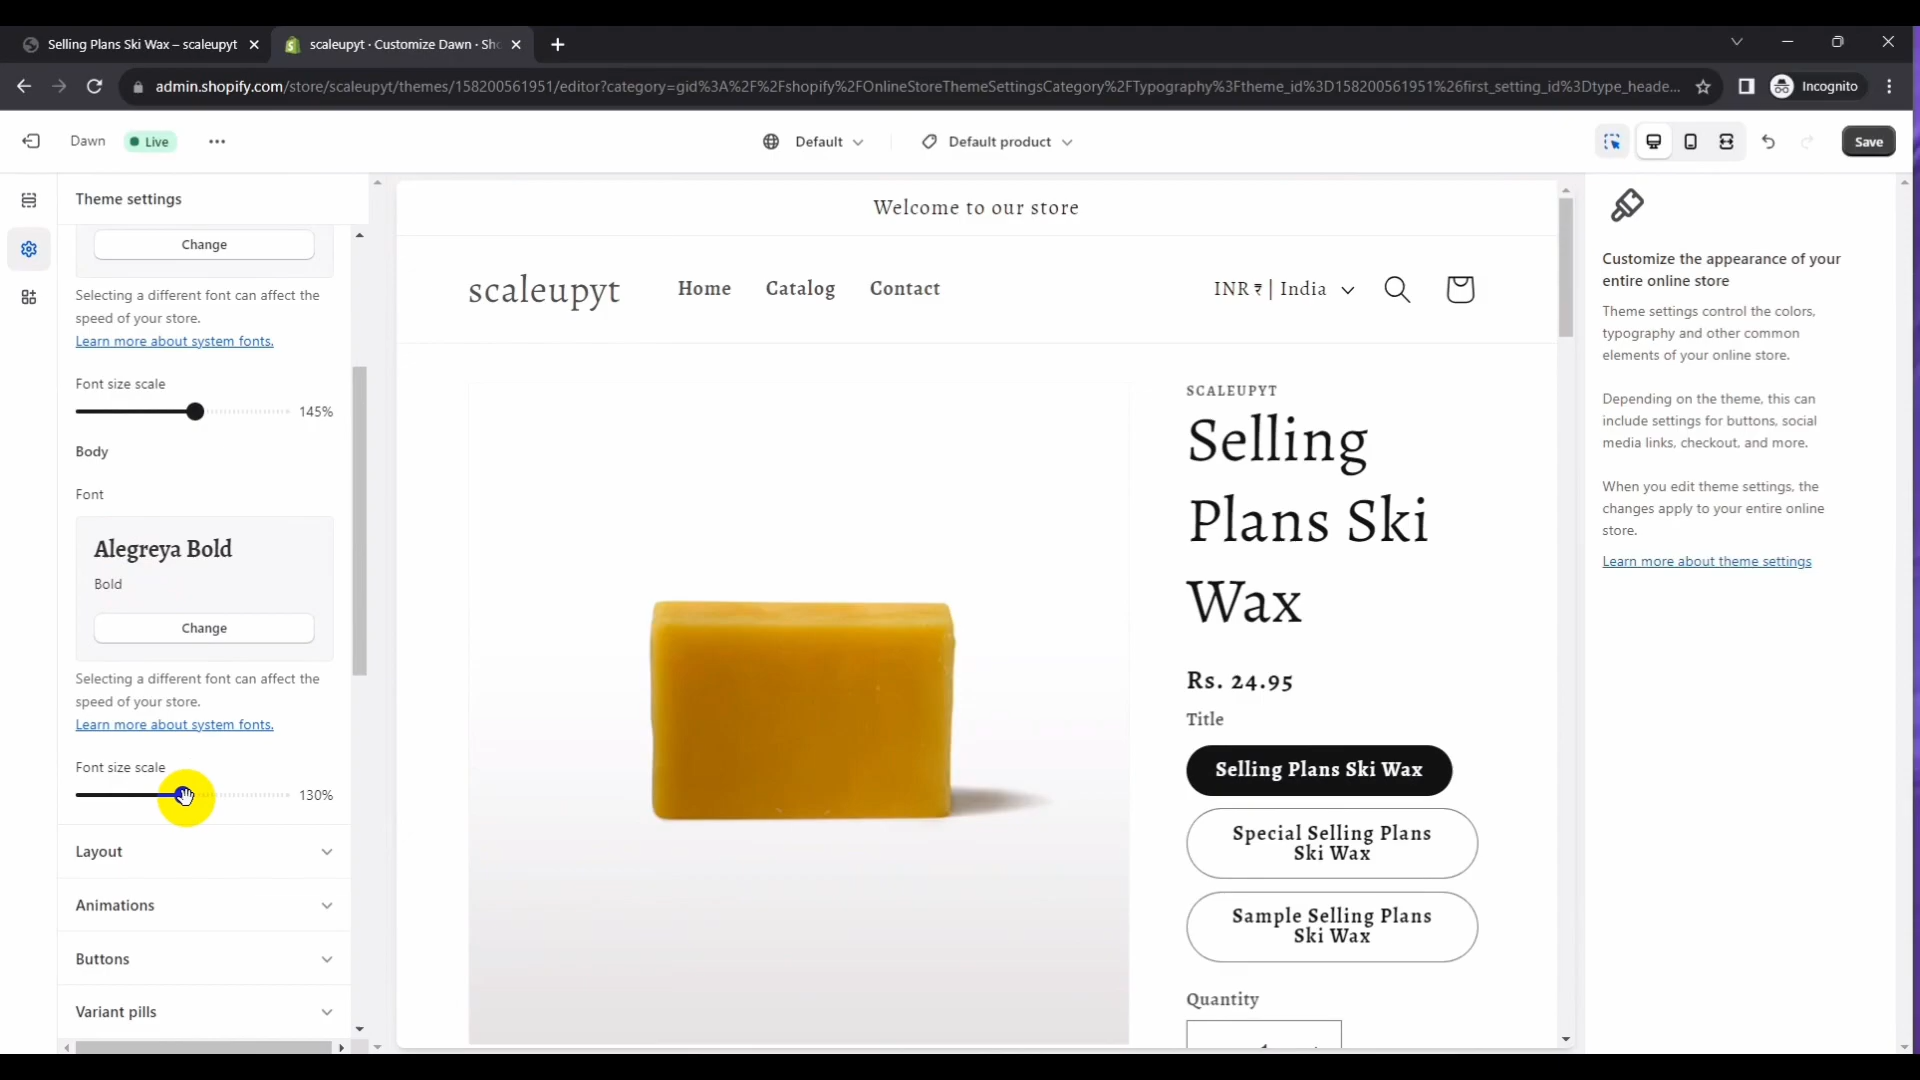 Selling Plans Ski Wax – scaleupyt
scaleupyt · Customize Dawn · Sho
admin.shopify.com/store/scaleupyt/themes/158200561951/editor?category=gid%3A%2F%2Fshopify%2FOnlineStoreThemeSettingsCategory%2FTypography%3Ftheme_id%3D158200561951%26first_setting_id%3Dtype_heade...
Incognito
Dawn
Live
Default
Default product
Save
Theme settings
Change
Selecting a different font can affect the
speed of your store.
Learn more about system fonts.
Font size scale
145%
Body
Font
Alegreya Bold
Bold
Change
Selecting a different font can affect the
speed of your store.
Learn more about system fonts.
Font size scale
130%
Layout
Animations
Buttons
Variant pills
Welcome to our store
scaleupyt
Home
Catalog
Contact
INR ₹ | India
SCALEUPYT
Selling
Plans Ski
Wax
Rs. 24.95
Title
Selling Plans Ski Wax
Special Selling Plans
Ski Wax
Sample Selling Plans
Ski Wax
Quantity
Customize the appearance of your
entire online store
Theme settings control the colors,
typography and other common
elements of your online store.
Depending on the theme, this can
include settings for buttons, social
media links, checkout, and more.
When you edit theme settings, the
changes apply to your entire online
store.
Learn more about theme settings